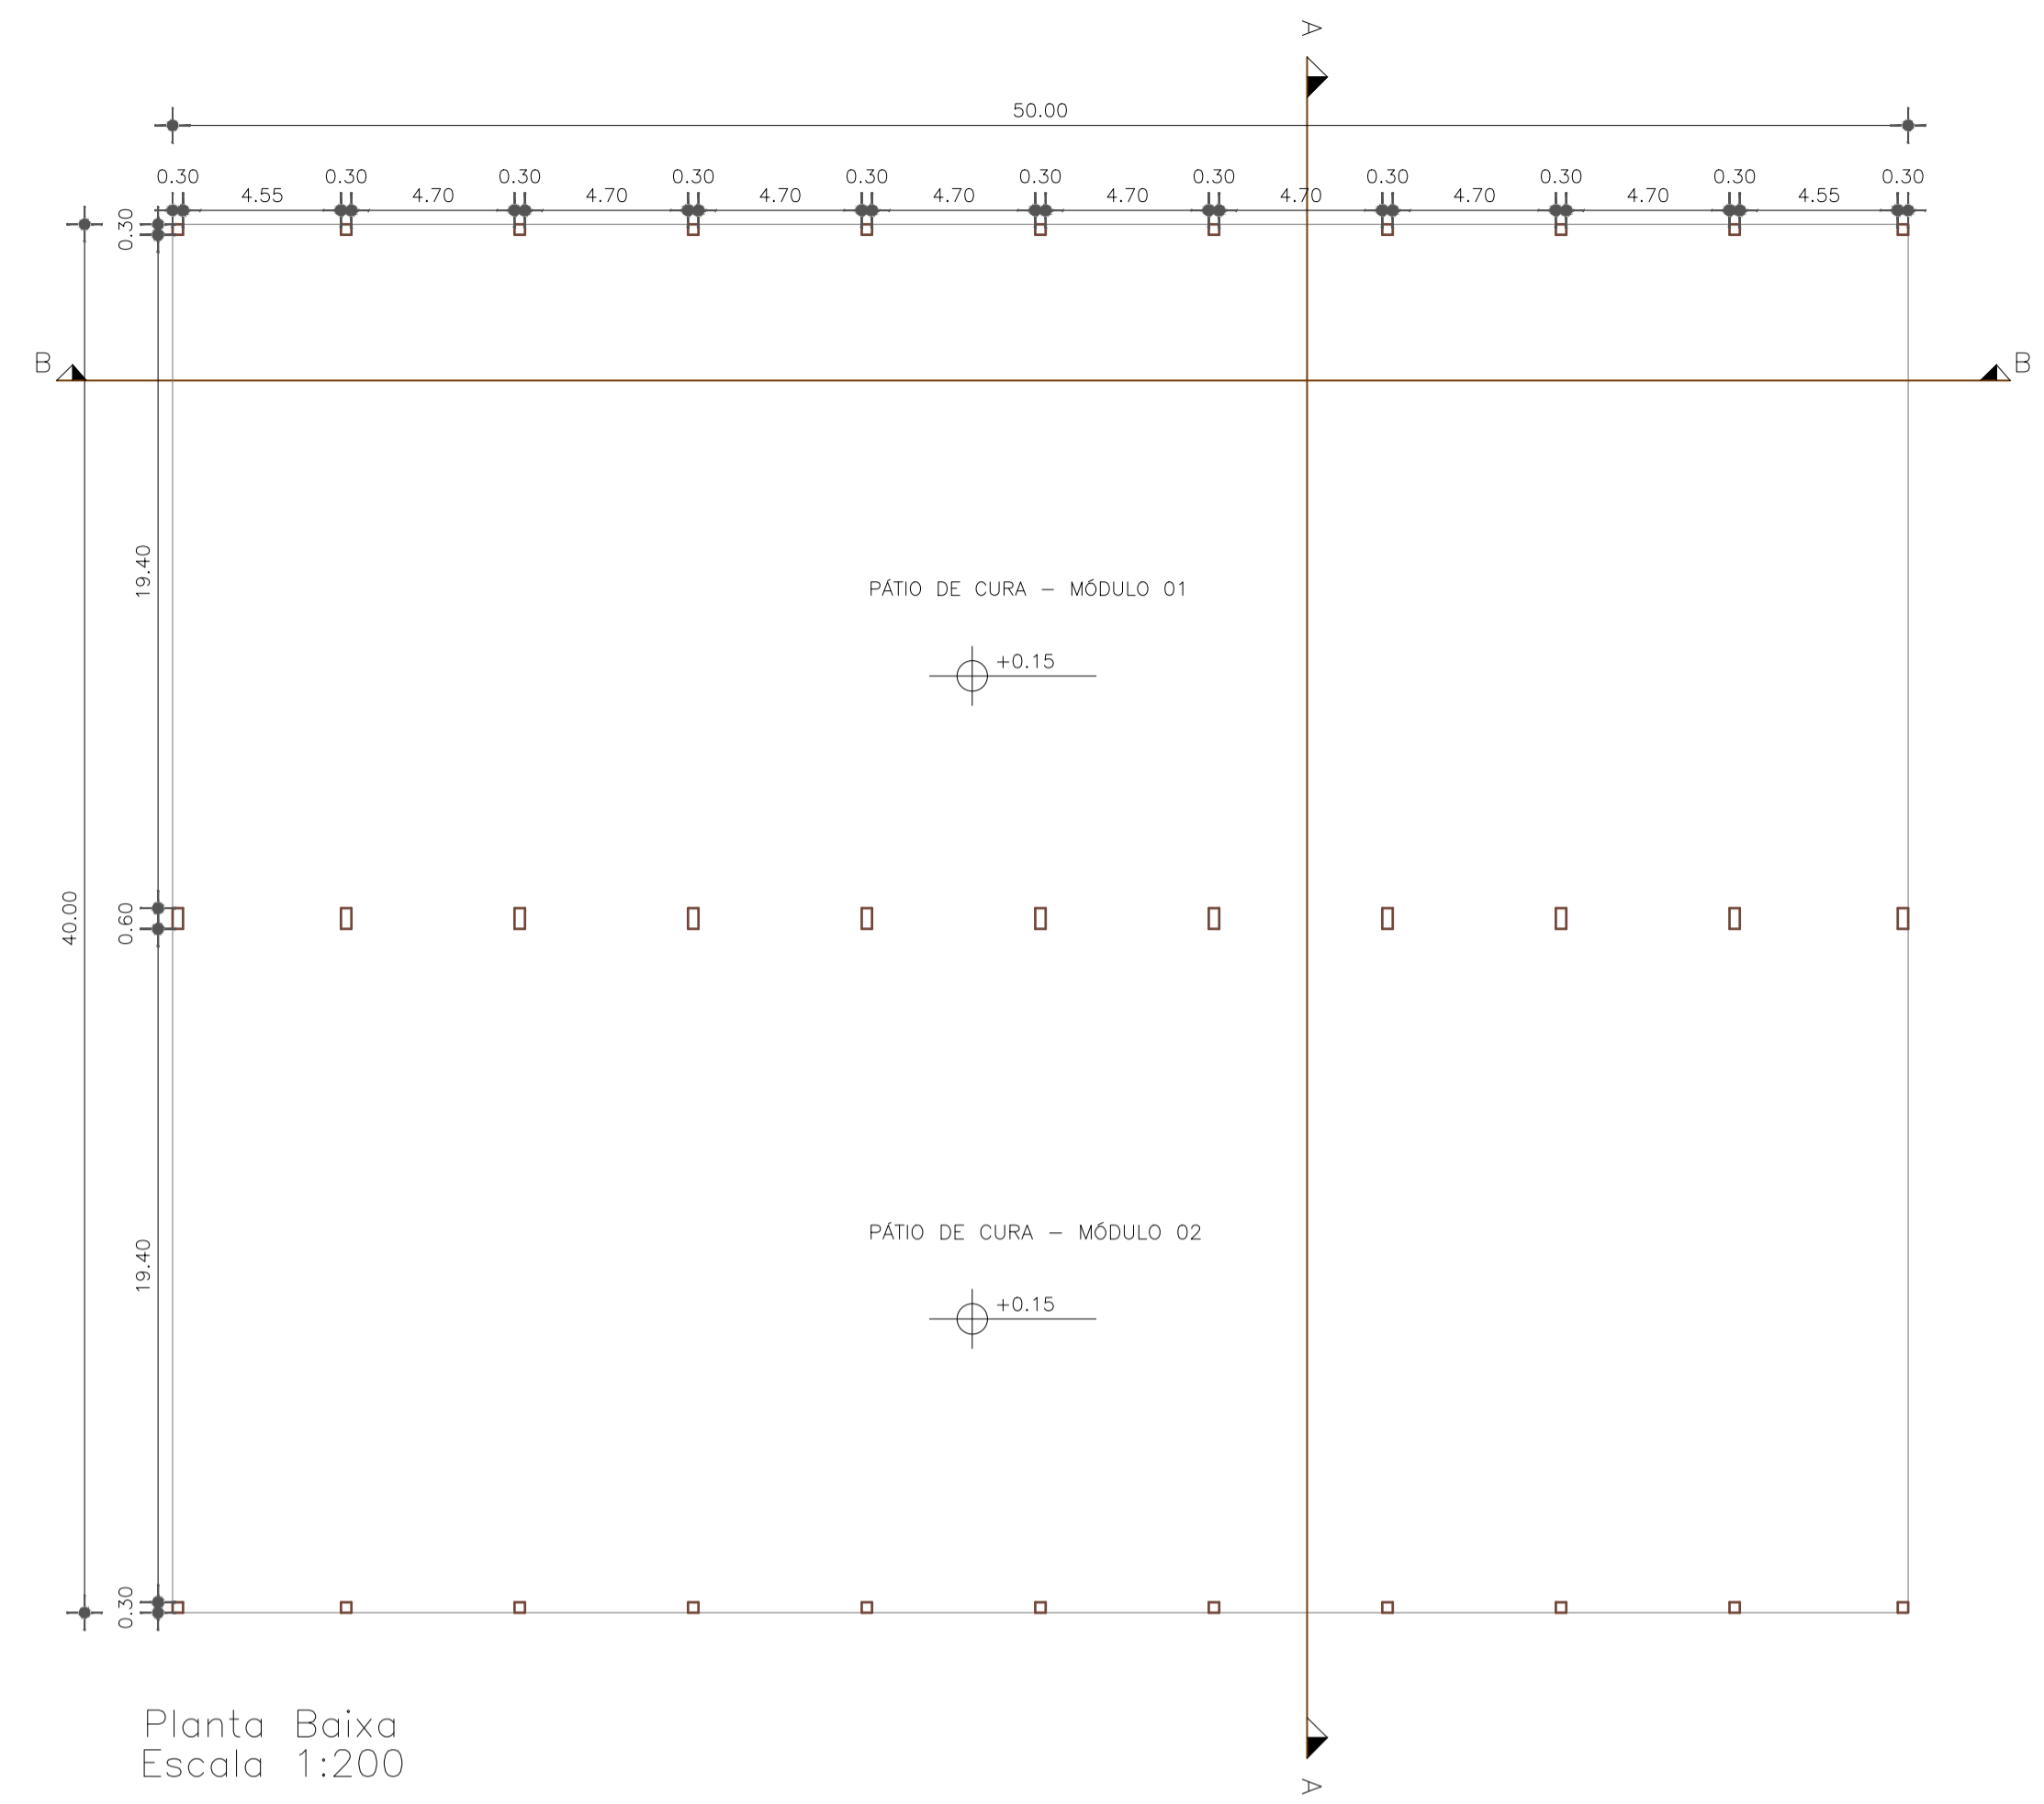 A
50.00
0.30 0.30 0.30 0.30 0.30 0.30 0.30 0.30 0.30 0.30 0.30
4.55 4.70 4.70 4.70 4.70 4.70 4.70 4.70 4.70 4.55
0.30
B B
19.40
PÁTIO DE CURA - MÓDULO 01
+0.15
40.00
0.60
19.40
PÁTIO DE CURA - MÓDULO 02
+0.15
0.30
Planta Baixa
Escala 1:200
A